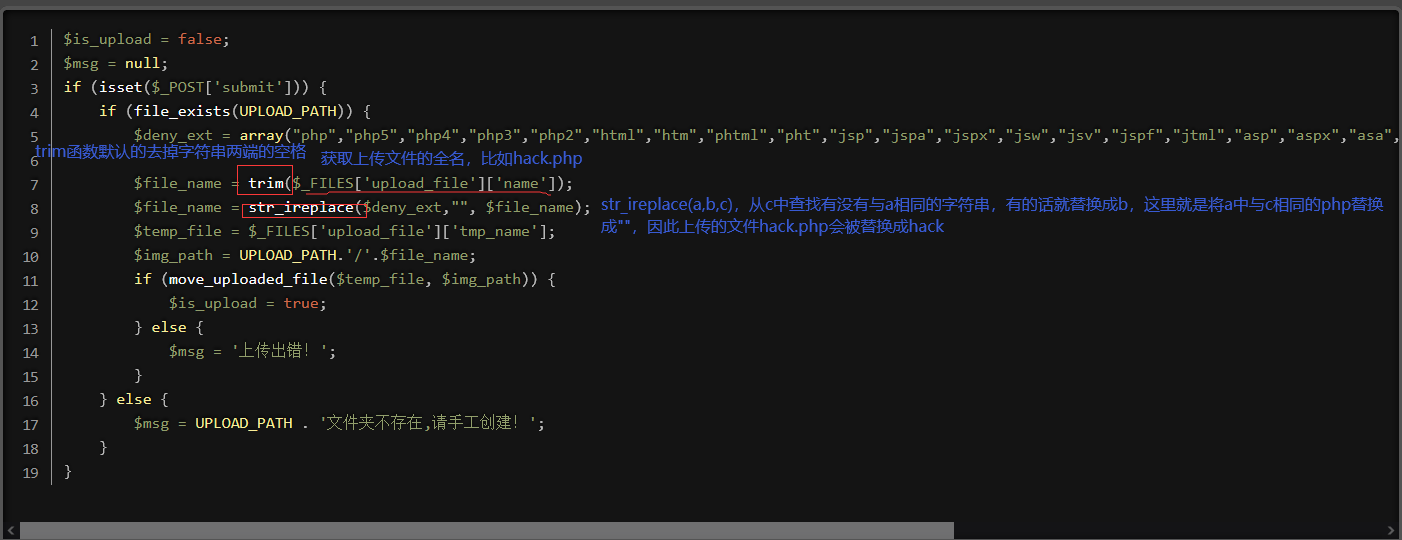 1 $is_upload = false;
2 $msg = null;
3 if (isset($_POST['submit'])) {
4 if (file_exists(UPLOAD_PATH)) {
5 $deny_ext = array("php","php5","php4","php3","php2","html","htm","phtml","pht","jsp","jspa","jspx","jsw","jsv","jspf","jtml","asp","aspx","asa",
trim函数默认的去掉字符串两端的空格
6 获取上传文件的全名，比如hack.php
7 $file_name = trim($_FILES['upload_file']['name']);
8 $file_name = str_ireplace($deny_ext,"", $file_name);
str_ireplace(a,b,c)，从c中查找有没有与a相同的字符串，有的话就替换成b，这里就是将a中与c相同的php替换
成""，因此上传的文件hack.php会被替换成hack
9 $temp_file = $_FILES['upload_file']['tmp_name'];
10 $img_path = UPLOAD_PATH.'/'.$file_name;
11 if (move_uploaded_file($temp_file, $img_path)) {
12 $is_upload = true;
13 } else {
14 $msg = '上传出错！';
15 }
16 } else {
17 $msg = UPLOAD_PATH . '文件夹不存在,请手工创建！';
18 }
19 }